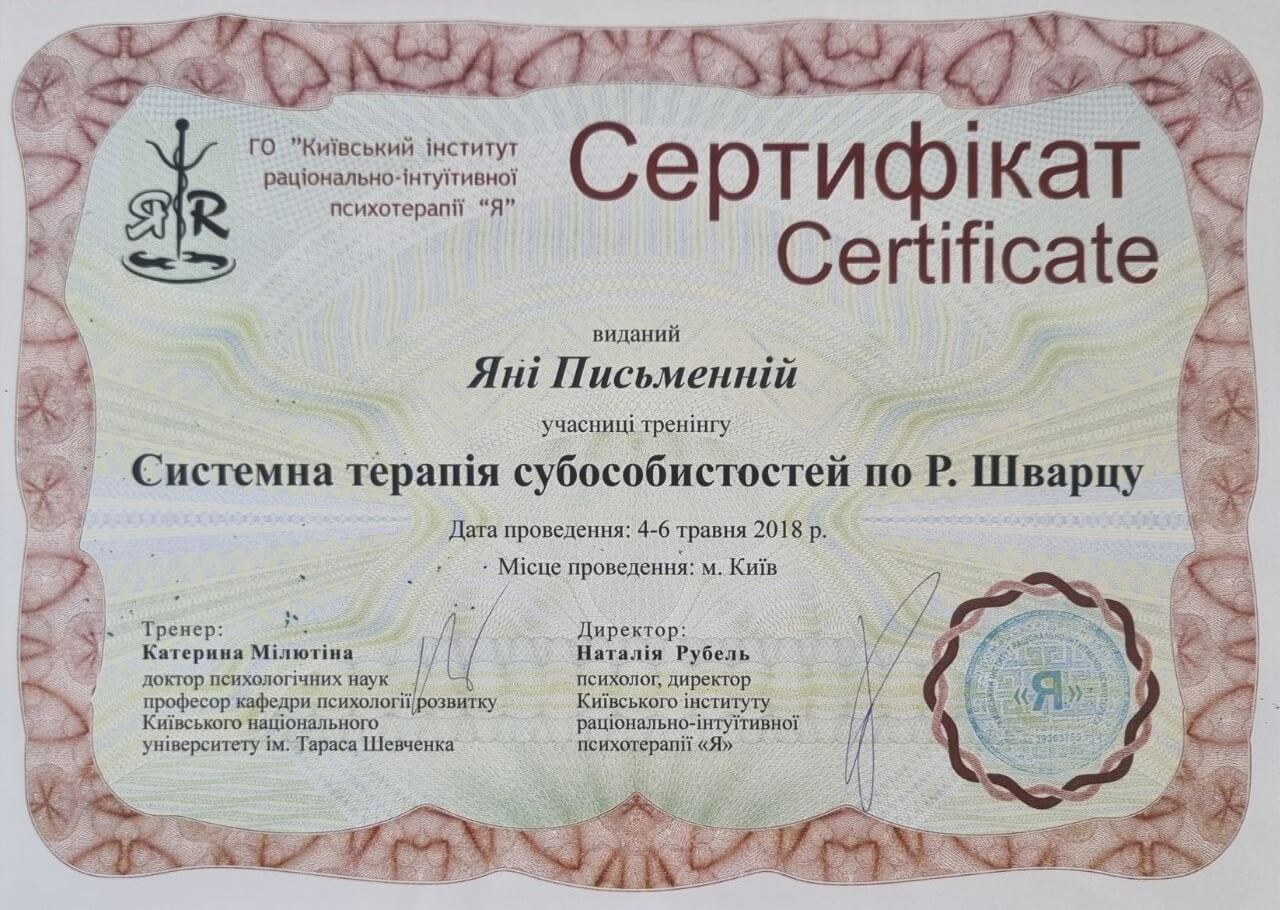 ГО "Київський інститут
раціонально-інтуїтивної
психотерапії “Я”
ЯR
Сертифікат
Certificate
виданий
Яні Письменній
учасниці тренінгу
Системна терапія субособистостей по Р. Шварцу
Дата проведення: 4-6 травня 2018 р.
Місце проведення: м. Київ
Тренер:
Катерина Мілютіна
доктор психологічних наук
професор кафедри психології розвитку
Київського національного
університету ім. Тараса Шевченка
Директор:
Наталія Рубель
психолог, директор
Київського інституту
раціонально-інтуїтивної
психотерапії «Я»
«Я»